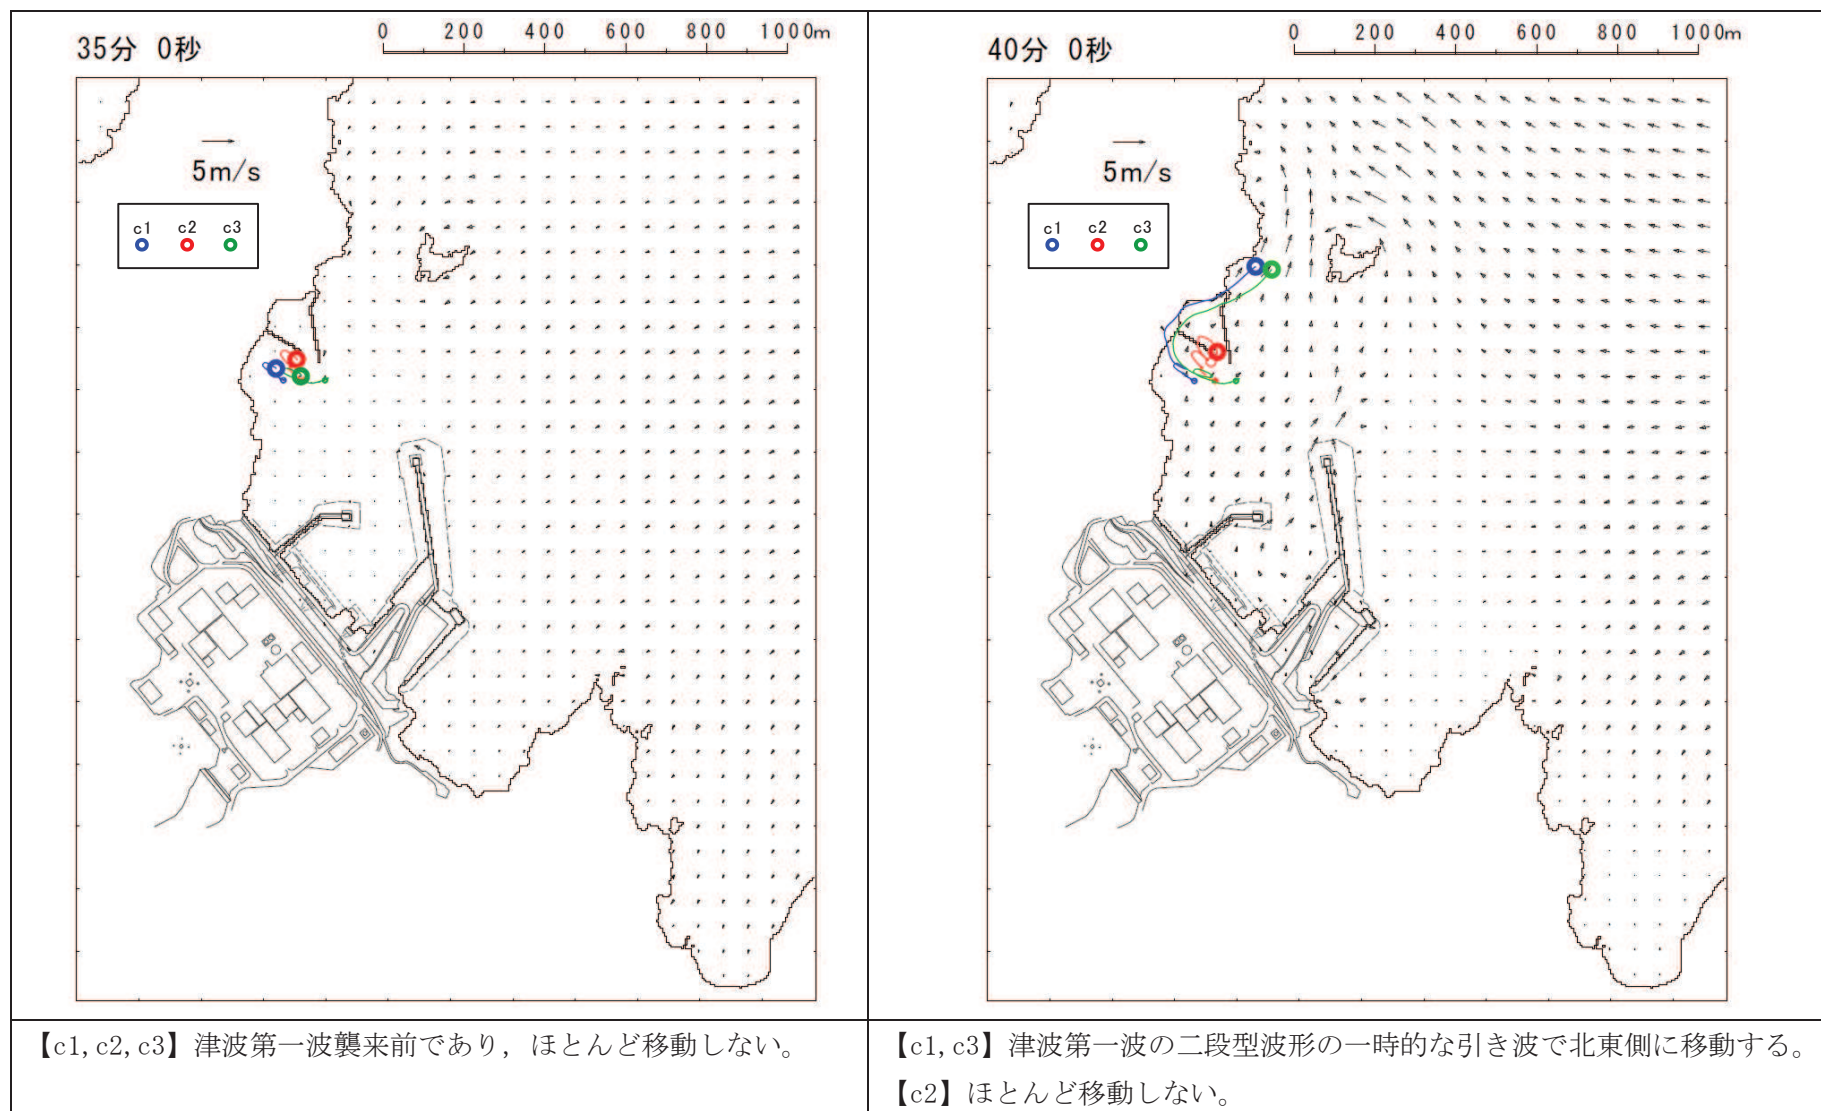 35分 0秒
0 200 400 600 800 1000m
5m/s
c1 c2 c3
【c1,c2,c3】津波第一波襲来前であり，ほとんど移動しない。
40分 0秒
0 200 400 600 800 1000m
5m/s
c1 c2 c3
【c1,c3】津波第一波の二段型波形の一時的な引き波で北東側に移動する。
【c2】ほとんど移動しない。